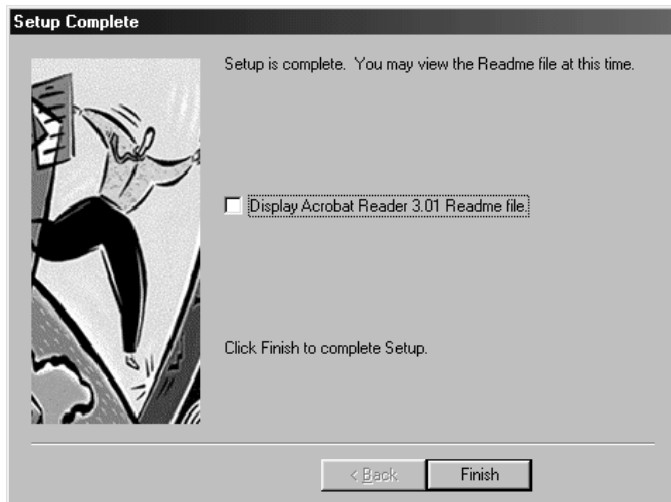 Setup Complete
Setup is complete.  You may view the Readme file at this time.
Display Acrobat Reader 3.01 Readme file.
Click Finish to complete Setup.
< Back
Finish